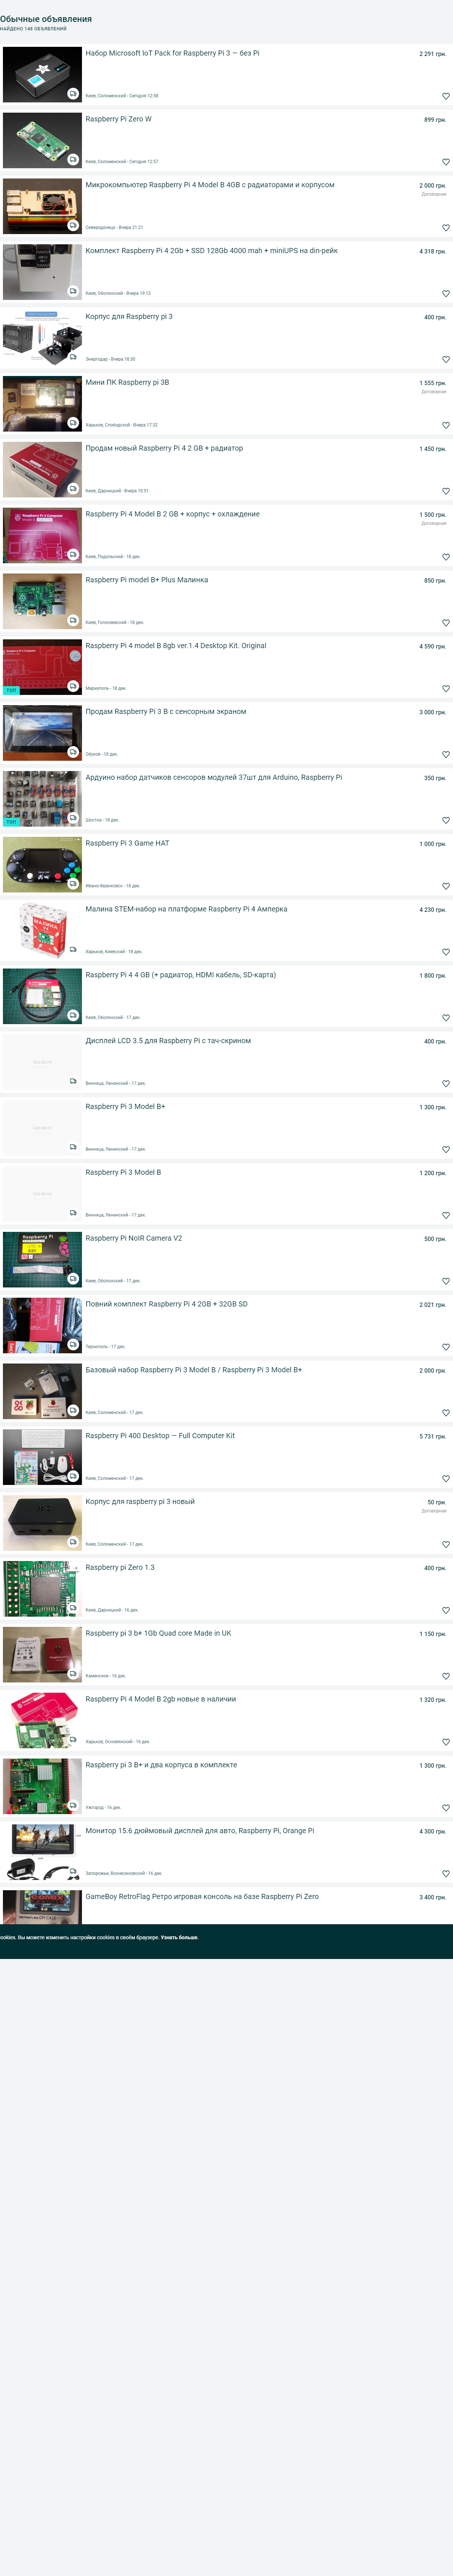 Обычные объявления
НАЙДЕНО 148 ОБЪЯВЛЕНИЙ
Набор Microsoft IoT Pack for Raspberry Pi 3 — без Pi
2 291 грн.
Киев, Соломенский - Сегодня 12:58
Raspberry Pi Zero W
899 грн.
Киев, Соломенский - Сегодня 12:57
Микрокомпьютер Raspberry Pi 4 Model B 4GB с радиаторами и корпусом
2 000 грн.
Договорная
Северодонецк - Вчера 21:21
Комплект Raspberry Pi 4 2Gb + SSD 128Gb 4000 mah + miniUPS на din-рейк
4 318 грн.
Киев, Оболонский - Вчера 19:13
Корпус для Raspberry pi 3
400 грн.
Энергодар - Вчера 18:30
Мини ПК Raspberry pi 3B
1 555 грн.
Договорная
Харьков, Слободской - Вчера 17:32
Продам новый Raspberry Pi 4 2 GB + радиатор
1 450 грн.
Киев, Дарницкий - Вчера 10:31
Raspberry Pi 4 Model B 2 GB + корпус + охлаждение
1 500 грн.
Договорная
Киев, Подольский - 18 дек.
Raspberry Pi model B+ Plus Малинка
850 грн.
Киев, Голосеевский - 18 дек.
Raspberry Pi 4 model B 8gb ver.1.4 Desktop Kit. Original
4 590 грн.
ТОП
Мариуполь - 18 дек.
Продам Raspberry Pi 3 B с сенсорным экраном
3 000 грн.
Обухов - 18 дек.
Ардуино набор датчиков сенсоров модулей 37шт для Arduino, Raspberry Pi
350 грн.
ТОП
Шостка - 18 дек.
Raspberry Pi 3 Game HAT
1 000 грн.
Ивано-Франковск - 18 дек.
Малина STEM-набор на платформе Raspberry Pi 4 Амперка
4 230 грн.
Харьков, Киевский - 18 дек.
Raspberry Pi 4 4 GB (+ радиатор, HDMI кабель, SD-карта)
1 800 грн.
Киев, Оболонский - 17 дек.
Дисплей LCD 3.5 для Raspberry Pi с тач-скрином
400 грн.
Без фото
Винница, Ленинский - 17 дек.
Raspberry Pi 3 Model B+
1 300 грн.
Без фото
Винница, Ленинский - 17 дек.
Raspberry Pi 3 Model B
1 200 грн.
Без фото
Винница, Ленинский - 17 дек.
Raspberry Pi NoIR Camera V2
500 грн.
Киев, Оболонский - 17 дек.
Повний комплект Raspberry Pi 4 2GB + 32GB SD
2 021 грн.
Тернополь - 17 дек.
Базовый набор Raspberry Pi 3 Model B / Raspberry Pi 3 Model B+
2 000 грн.
Киев, Соломенский - 17 дек.
Raspberry Pi 400 Desktop — Full Computer Kit
5 731 грн.
Киев, Соломенский - 17 дек.
Корпус для raspberry pi 3 новый
50 грн.
Договорная
Киев, Соломенский - 17 дек.
Raspberry pi Zero 1.3
400 грн.
Киев, Дарницкий - 16 дек.
Raspberry pi 3 b+ 1Gb Quad core Made in UK
1 150 грн.
Каменское - 16 дек.
Raspberry Pi 4 Model B 2gb новые в наличии
1 320 грн.
Харьков, Основянский - 16 дек.
Raspberry pi 3 B+ и два корпуса в комплекте
1 300 грн.
Ужгород - 16 дек.
Монитор 15.6 дюймовый дисплей для авто, Raspberry Pi, Orange Pi
4 300 грн.
Запорожье, Вознесеновский - 16 дек.
GameBoy RetroFlag Ретро игровая консоль на базе Raspberry Pi Zero
3 400 грн.
ookies. Вы можете изменить настройки cookies в своём браузере. Узнать больше.